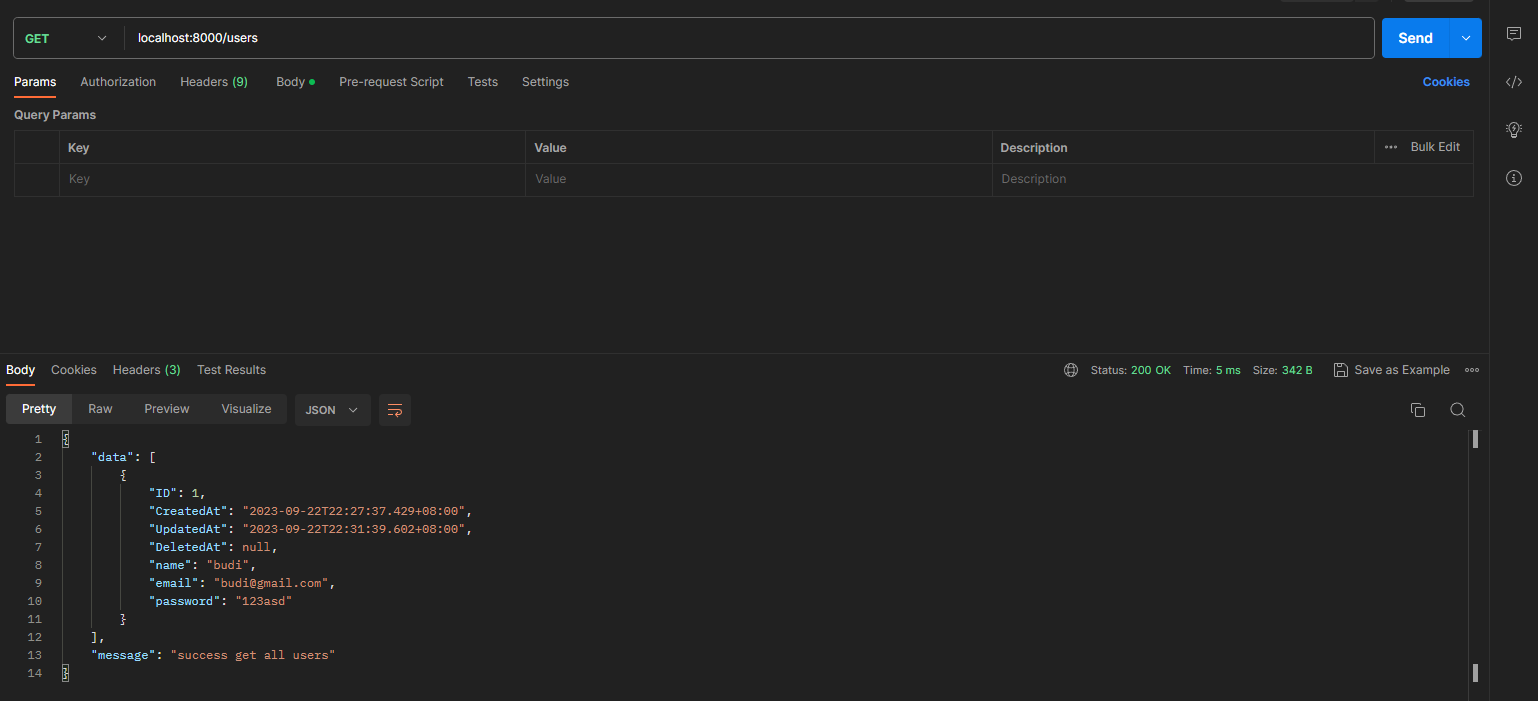 GET localhost:8000/users Send
Params Authorization Headers (9) Body Pre-request Script Tests Settings Cookies
Query Params
Key Value Description ••• Bulk Edit
Key Value Description
Body Cookies Headers (3) Test Results Status: 200 OK Time: 5 ms Size: 342 B Save as Example
Pretty Raw Preview Visualize JSON
1 {
2 "data": [
3 {
4 "ID": 1,
5 "CreatedAt": "2023-09-22T22:27:37.429+08:00",
6 "UpdatedAt": "2023-09-22T22:31:39.602+08:00",
7 "DeletedAt": null,
8 "name": "budi",
9 "email": "budi@gmail.com",
10 "password": "123asd"
11 }
12 ],
13 "message": "success get all users"
14 }